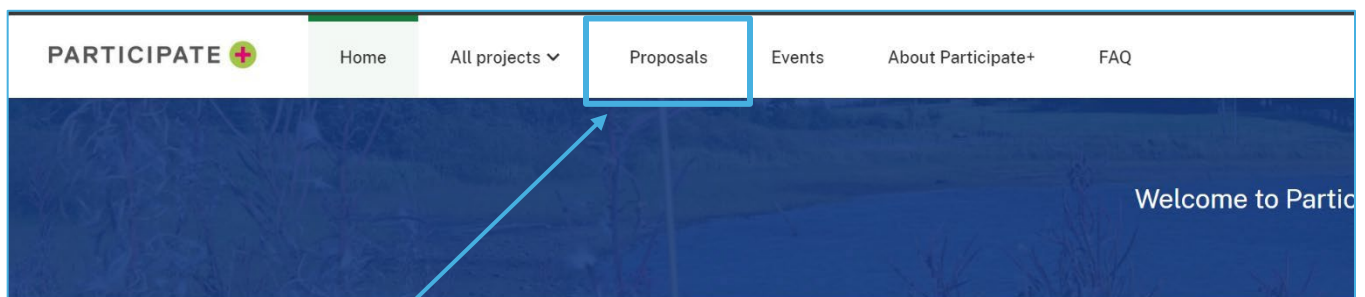 PARTICIPATE + Home All projects Proposals Events About Participate+ FAQ
Welcome to Partic